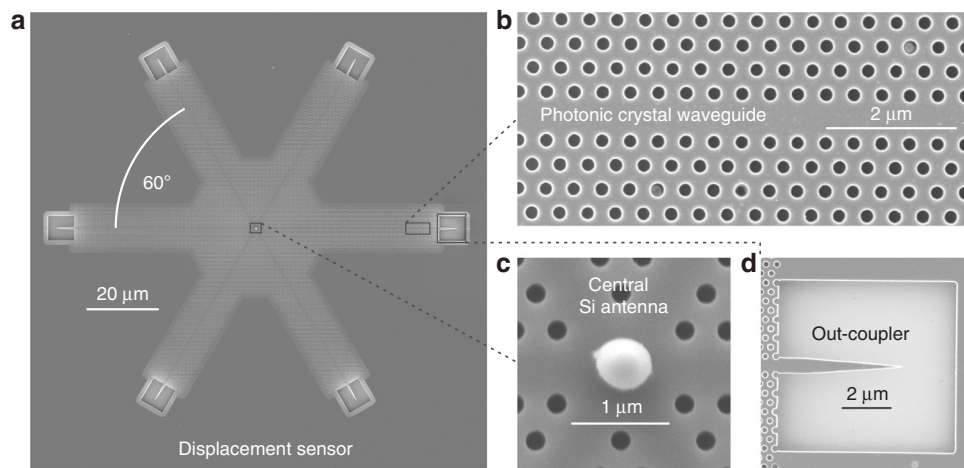 a
60°
20 μm
Displacement sensor
b
Photonic crystal waveguide
2 μm
c
Central
Si antenna
1 μm
d
Out-coupler
2 μm